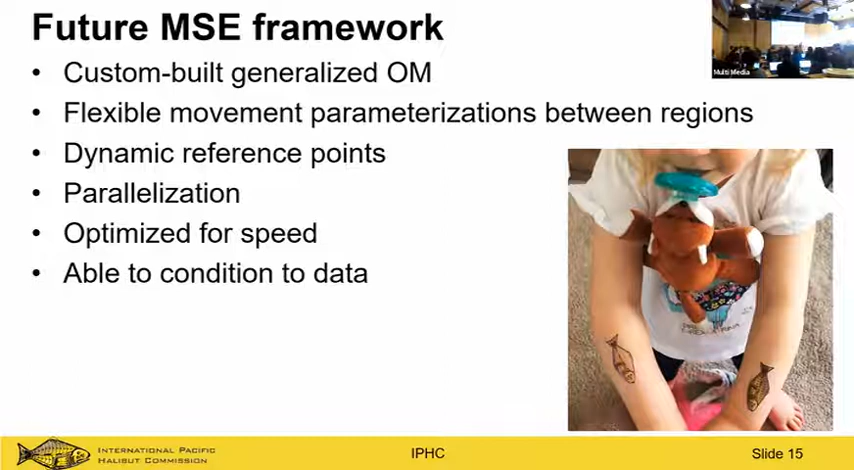 Future MSE framework
Multi Media
• Custom-built generalized OM
• Flexible movement parameterizations between regions
• Dynamic reference points
• Parallelization
• Optimized for speed
• Able to condition to data
INTERNATIONAL PACIFIC
HALIBUT COMMISSION
IPHC
Slide 15